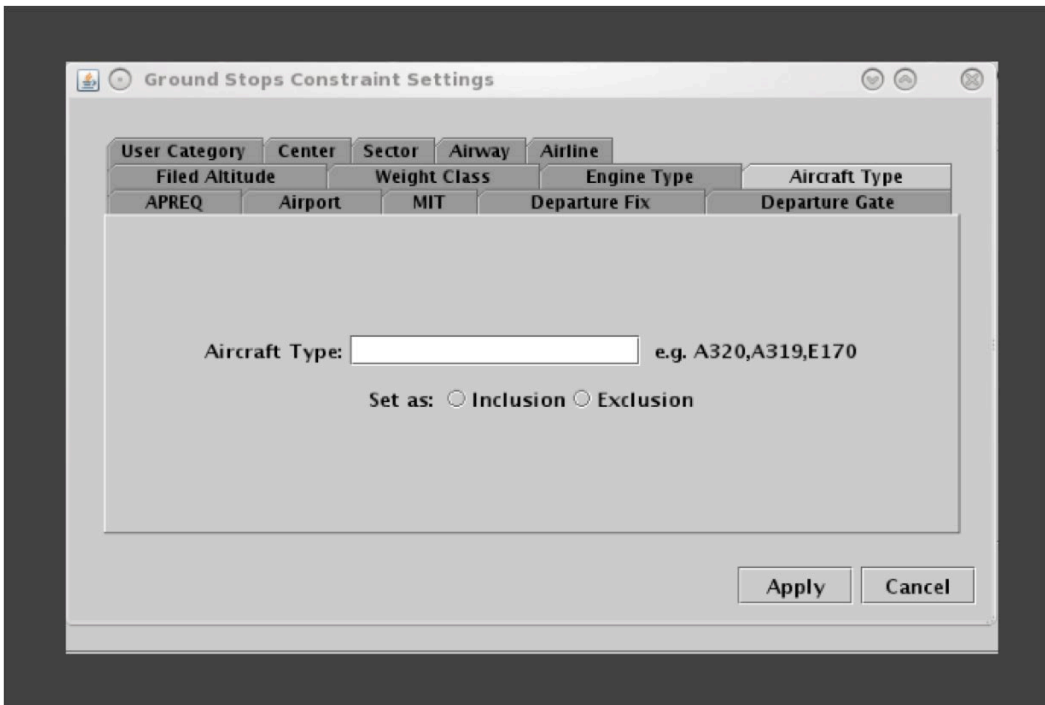 Ground Stops Constraint Settings
User Category Center Sector Airway Airline
Filed Altitude Weight Class Engine Type Aircraft Type
APREQ Airport MIT Departure Fix Departure Gate
Aircraft Type: e.g. A320,A319,E170
Set as: Inclusion Exclusion
Apply Cancel